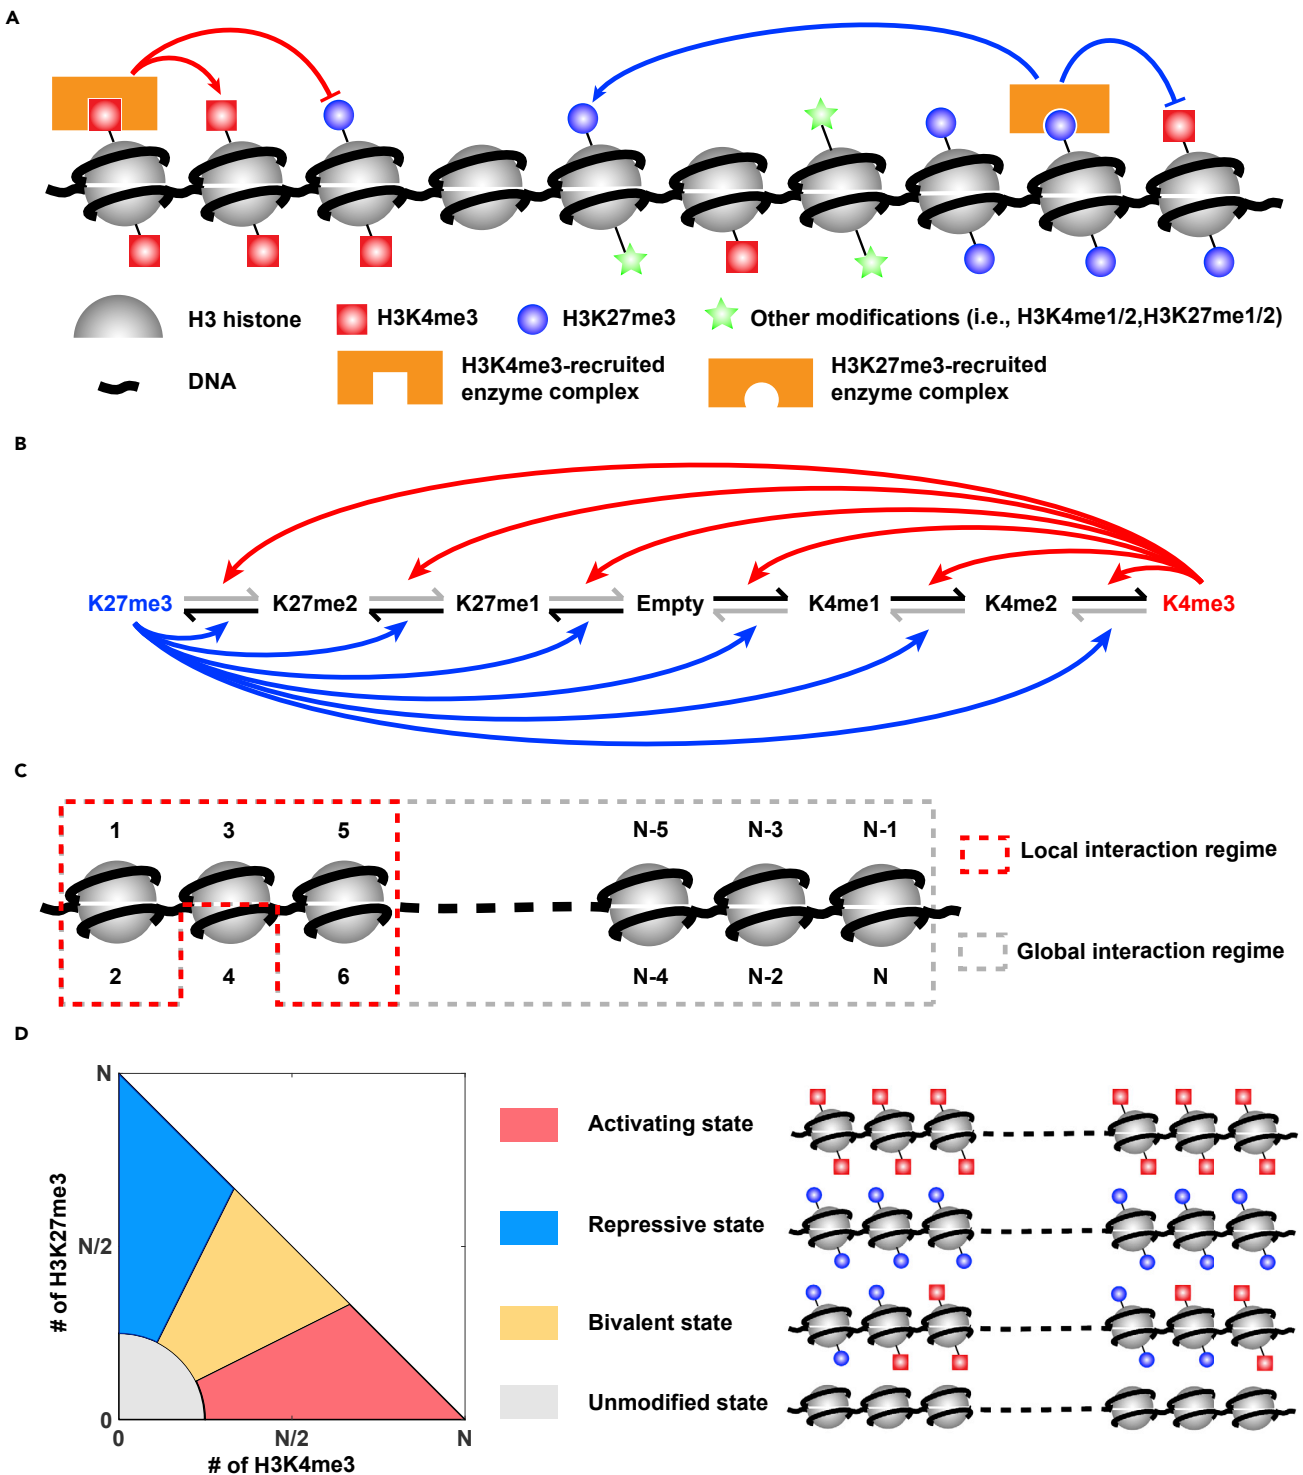 A
H3 histone
H3K4me3
H3K27me3
Other modifications (i.e., H3K4me1/2,H3K27me1/2)
DNA
H3K4me3-recruited
enzyme complex
H3K27me3-recruited
enzyme complex
B
K27me3
K27me2
K27me1
Empty
K4me1
K4me2
K4me3
C
1 3 5 N-5 N-3 N-1
2 4 6 N-4 N-2 N
Local interaction regime
Global interaction regime
D
N
N/2
0
# of H3K27me3
0 N/2 N
# of H3K4me3
Activating state
Repressive state
Bivalent state
Unmodified state